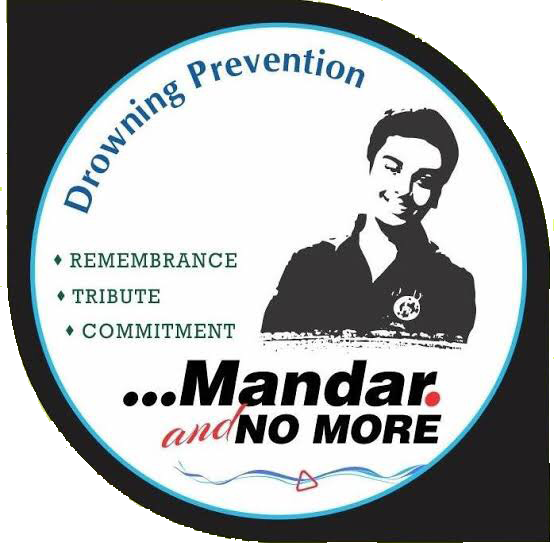 Drowning Prevention
♦ REMEMBRANCE
♦ TRIBUTE
♦ COMMITMENT
...Mandar.
and NO MORE